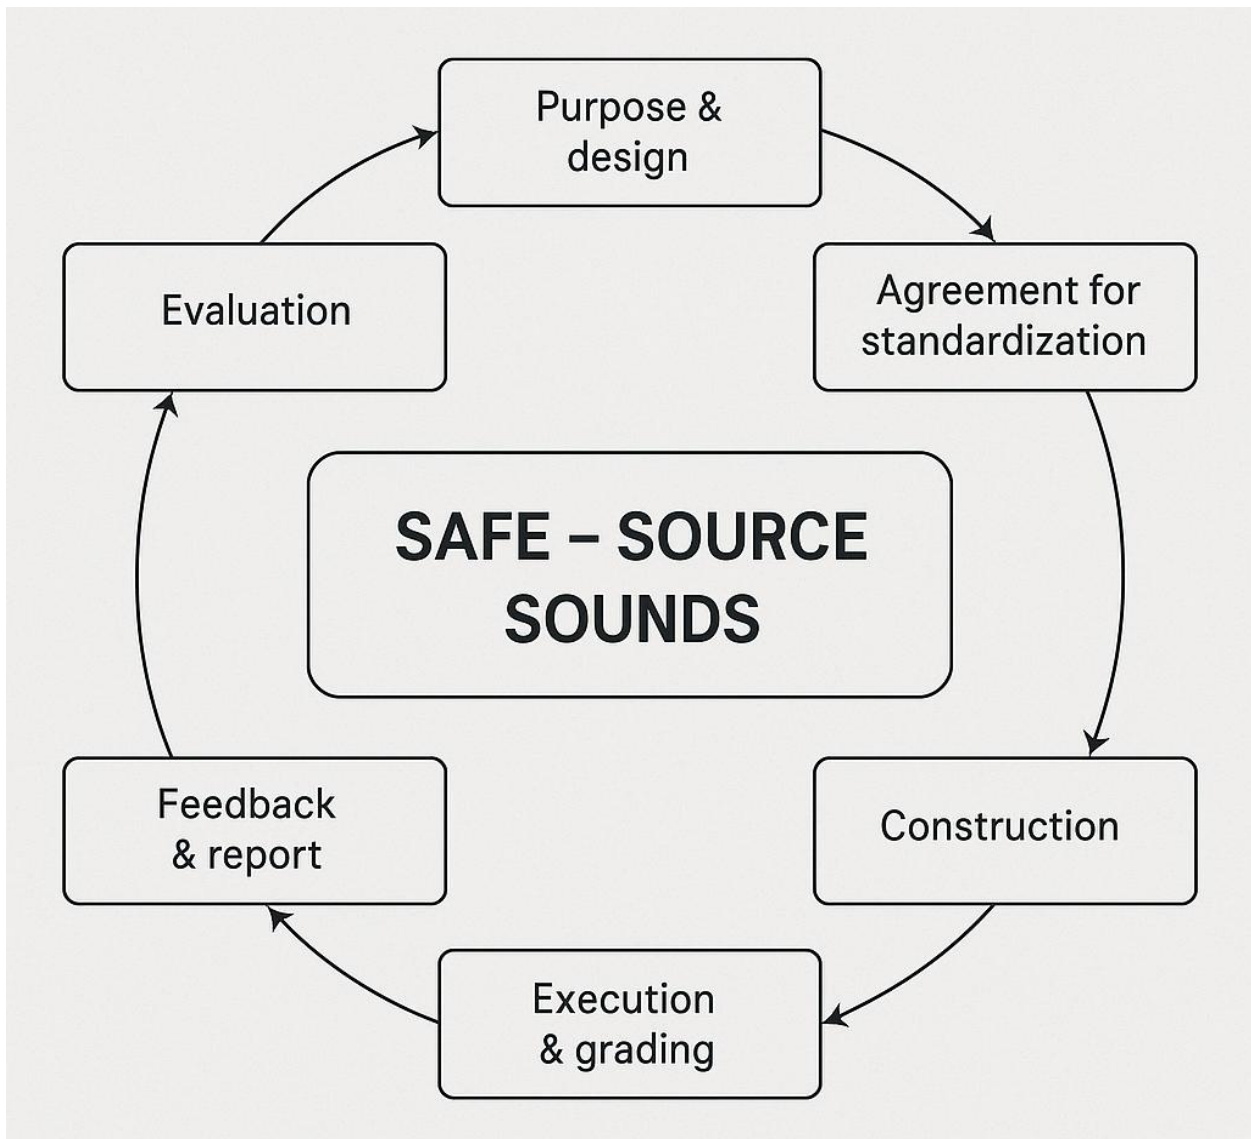 Purpose &
design
Agreement for
standardization
Construction
Execution
& grading
Feedback
& report
Evaluation
SAFE – SOURCE
SOUNDS